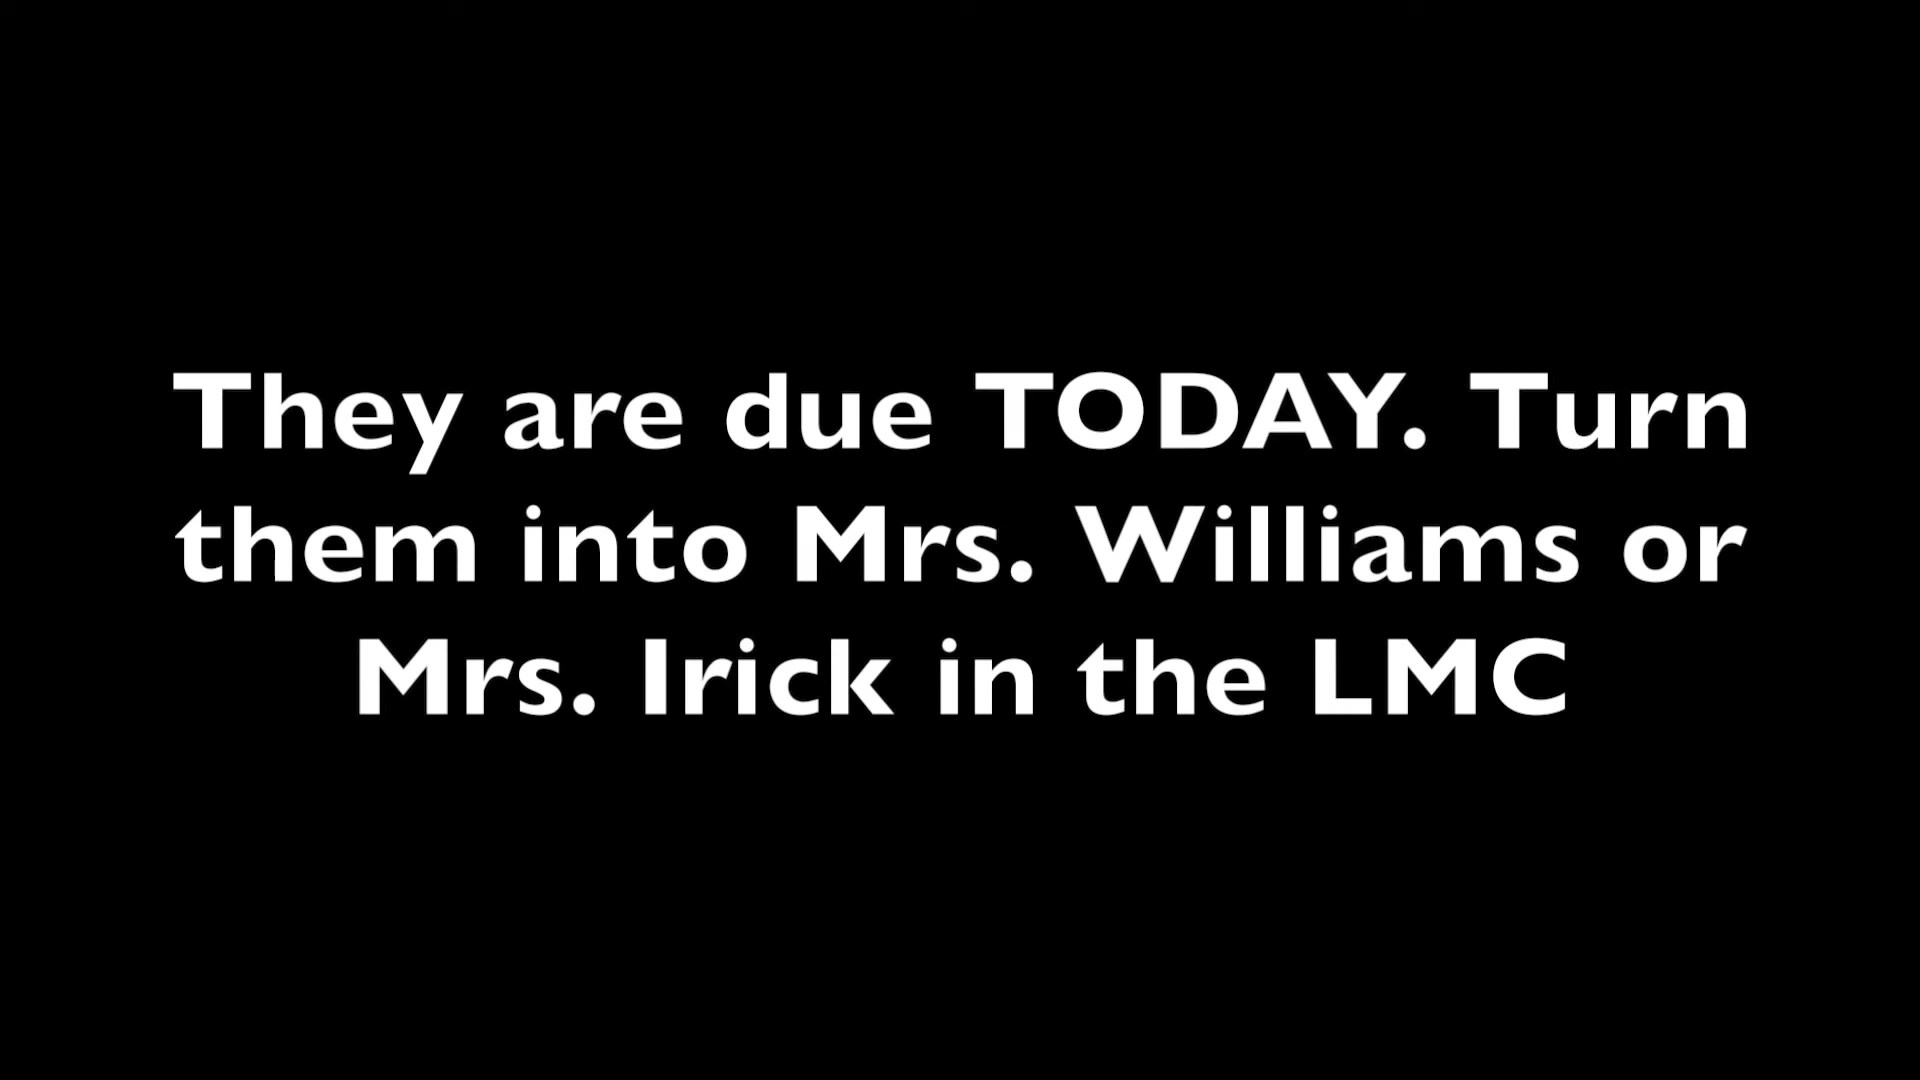 They are due TODAY. Turn
them into Mrs. Williams or
Mrs. Irick in the LMC